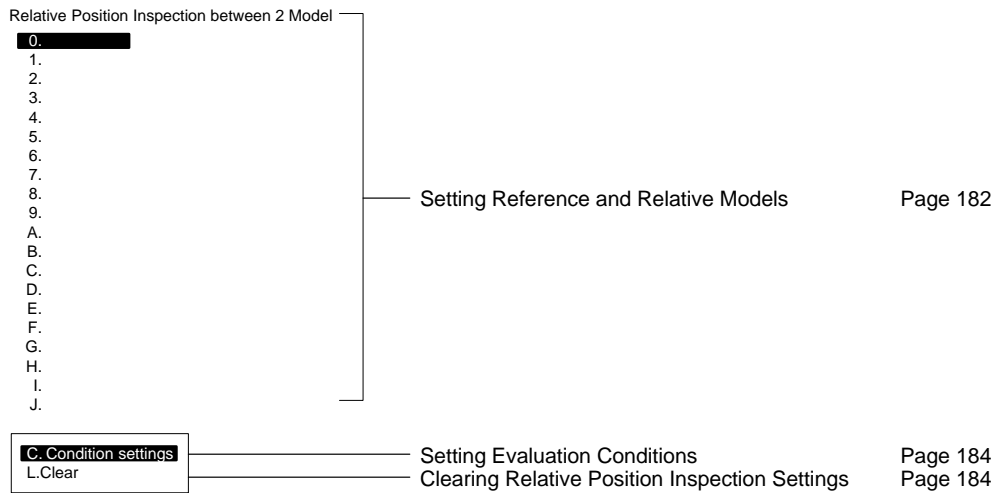 Relative Position Inspection between 2 Model
0.
1.
2.
3.
4.
5.
6.
7.
8.
9.
A.
B.
C.
D.
E.
F.
G.
H.
I.
J.
Setting Reference and Relative Models Page 182
C. Condition settings
L.Clear
Setting Evaluation Conditions Page 184
Clearing Relative Position Inspection Settings Page 184